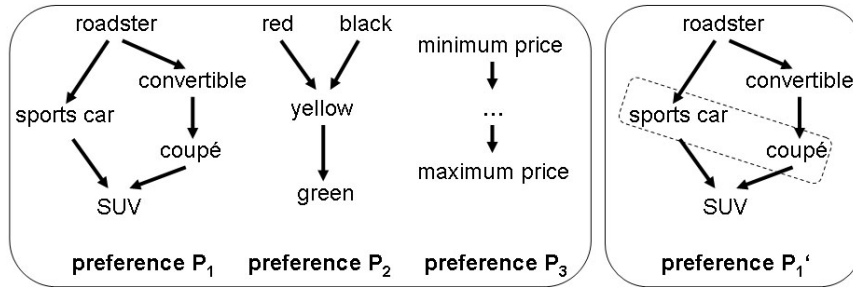 roadster
convertible
sports car
coupé
SUV
preference P₁
red black
yellow
green
preference P₂
minimum price
...
maximum price
preference P₃
roadster
convertible
sports car
coupé
SUV
preference P₁‘